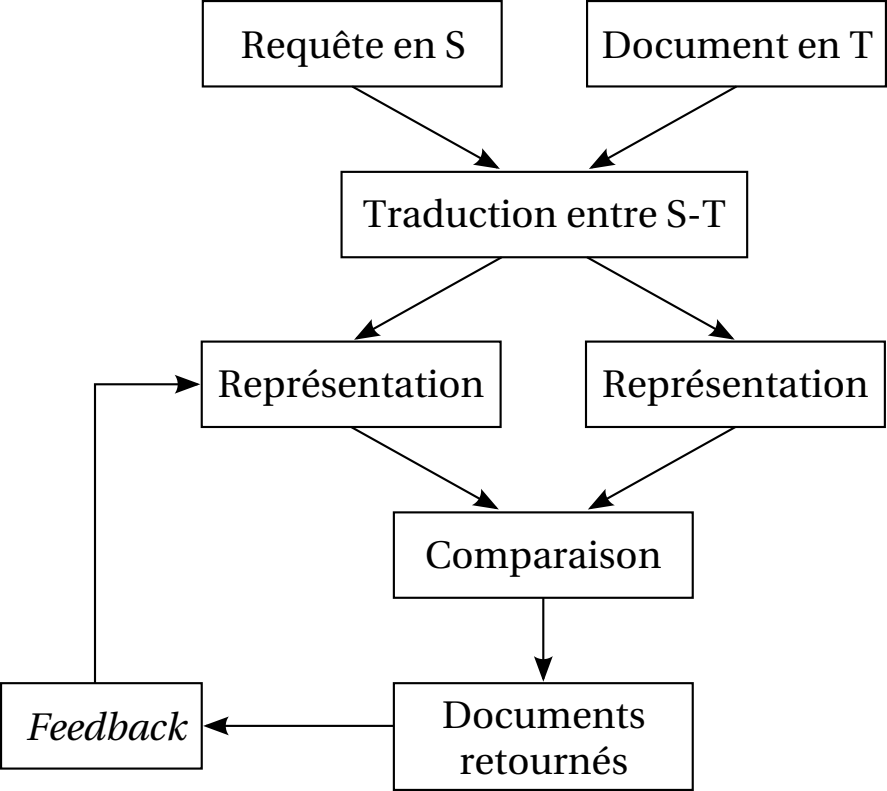 Requête en S
Document en T
Traduction entre S-T
Représentation
Représentation
Comparaison
Documents
retournés
Feedback